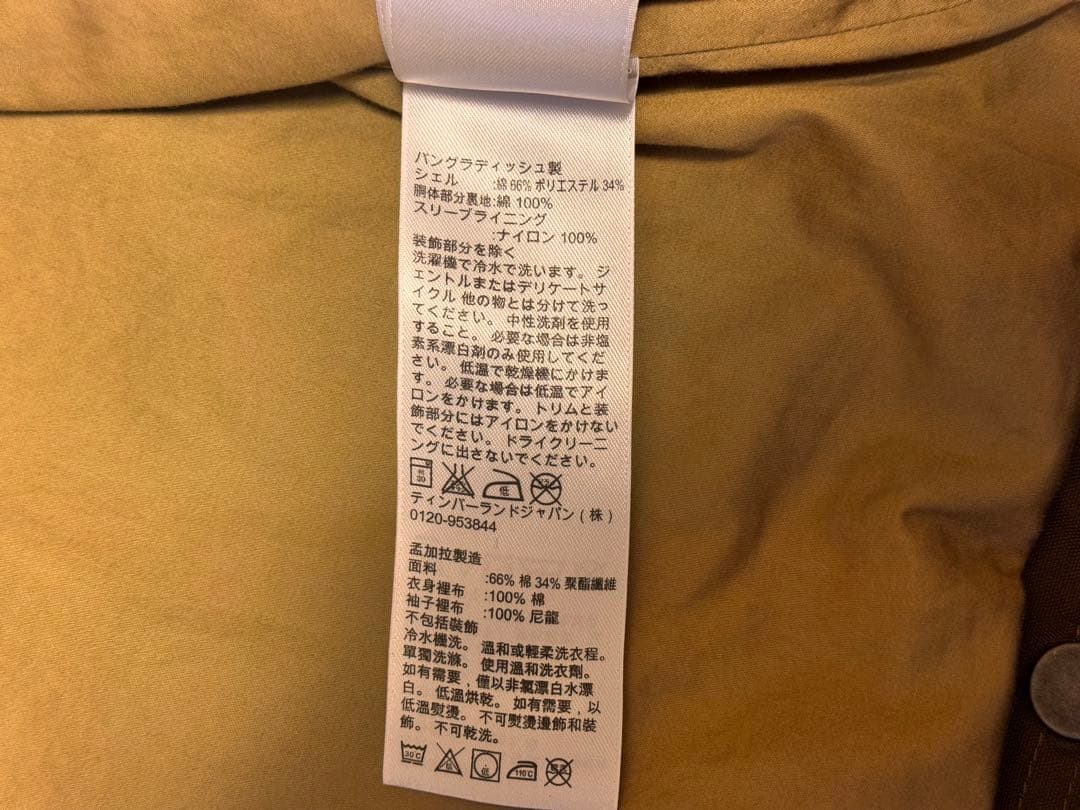 バングラディッシュ製
シェル :綿 66% ポリエステル 34%
胴体部分裏地:綿 100%
スリーブライニング
:ナイロン 100%
装飾部分を除く
洗濯機で冷水で洗います。 ジ
ェントルまたはデリケートサ
イクル 他の物とは分けて洗っ
てください。 中性洗剤を使用
すること。 必要な場合は非塩
素系漂白剤のみ使用してくだ
さい。 低温で乾燥機にかけま
す。 必要な場合は低温でアイ
ロンをかけます。 トリムと装
飾部分にはアイロンをかけない
でください。 ドライクリーニ
ングに出さないでください。
30 低
ティンバーランドジャパン ( 株 )
0120-953844
孟加拉製造
面料 :66% 棉 34% 聚酯纖維
衣身裡布 :100% 棉
袖子裡布 :100% 尼龍
不包括裝飾
冷水機洗。 溫和或輕柔洗衣程。
單獨洗滌。 使用溫和洗衣劑。
如有需要 , 僅以非氯漂白水漂
白。 低溫烘乾。 如有需要 , 以
低溫熨燙。 不可熨燙邊飾和裝
飾。 不可乾洗。
30℃ 低 110℃